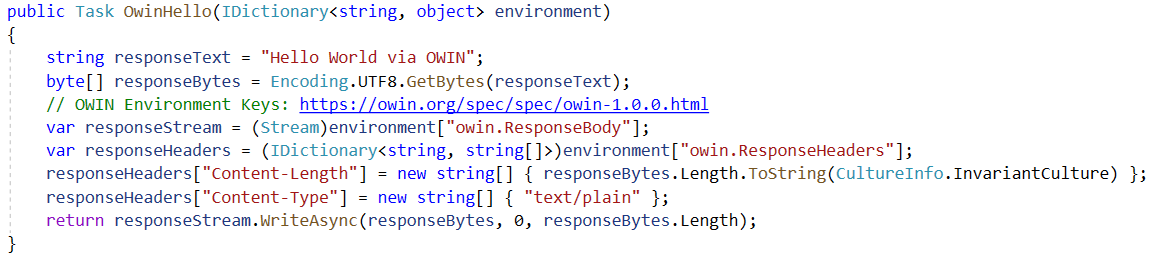 public Task OwinHello(IDictionary<string, object> environment)
{
    string responseText = "Hello World via OWIN";
    byte[] responseBytes = Encoding.UTF8.GetBytes(responseText);
    // OWIN Environment Keys: https://owin.org/spec/spec/owin-1.0.0.html
    var responseStream = (Stream)environment["owin.ResponseBody"];
    var responseHeaders = (IDictionary<string, string[]>)environment["owin.ResponseHeaders"];
    responseHeaders["Content-Length"] = new string[] { responseBytes.Length.ToString(CultureInfo.InvariantCulture) };
    responseHeaders["Content-Type"] = new string[] { "text/plain" };
    return responseStream.WriteAsync(responseBytes, 0, responseBytes.Length);
}